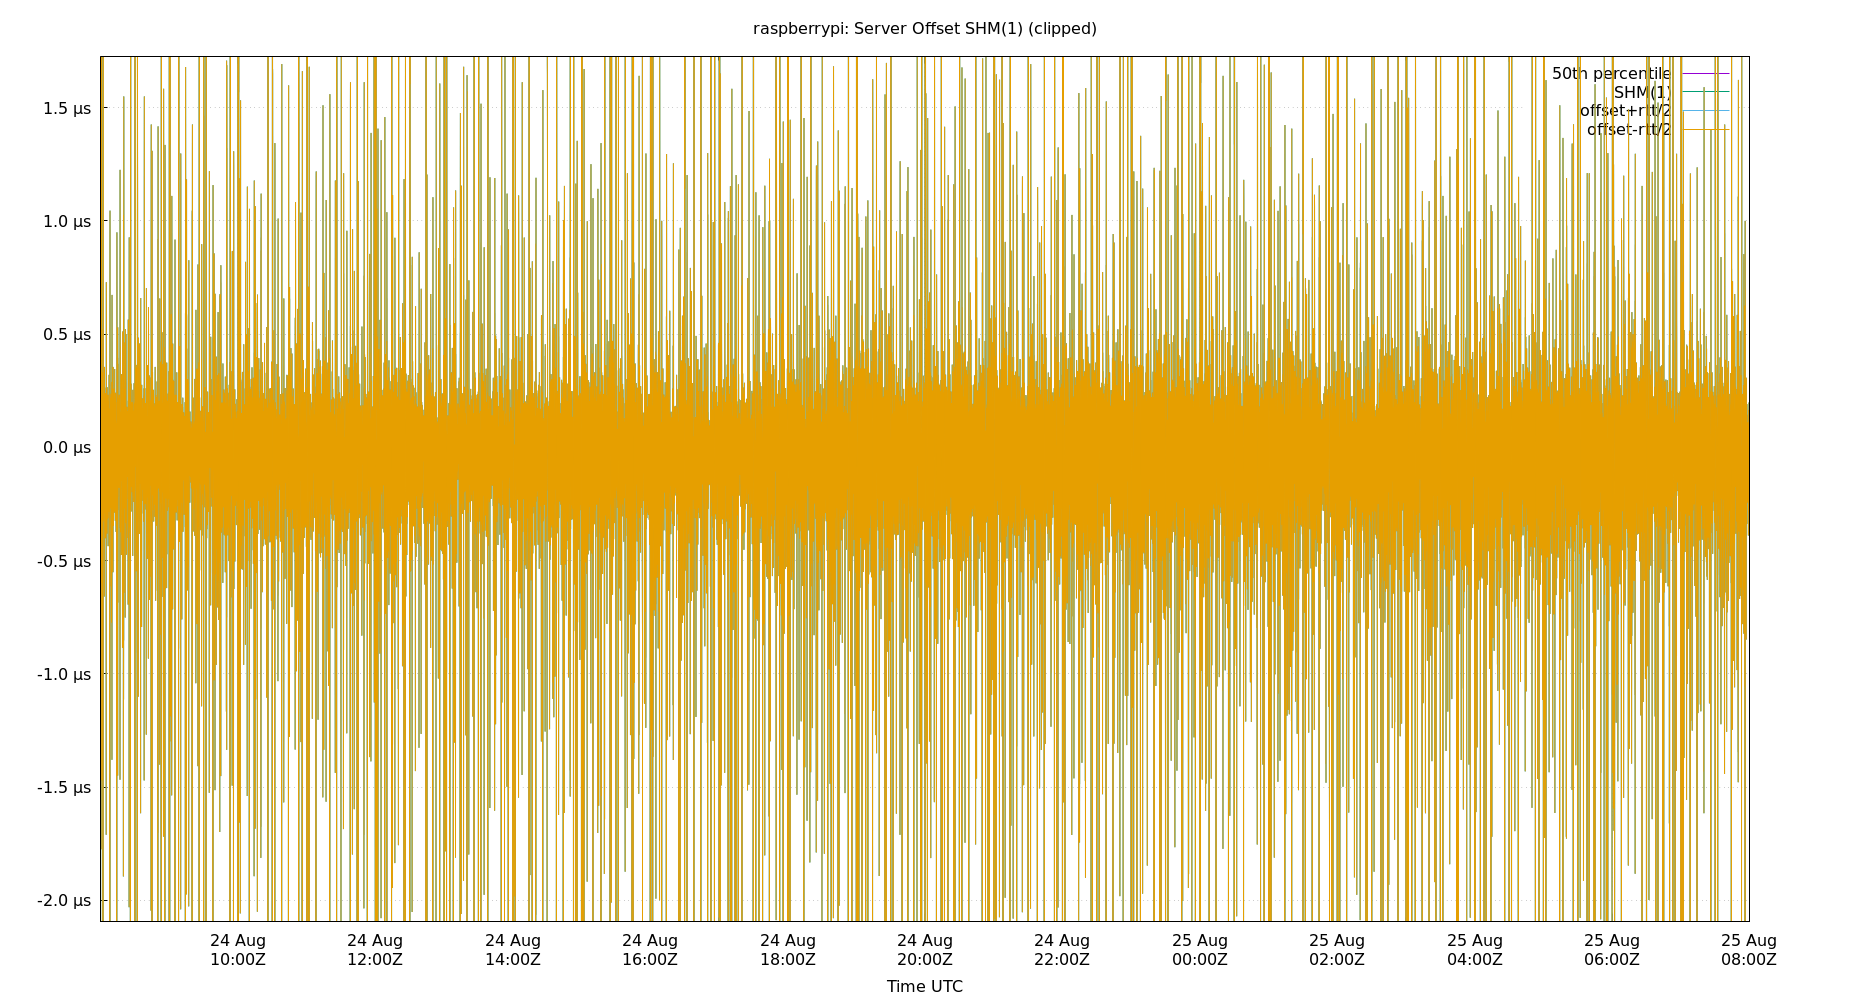 raspberrypi: Server Offset SHM(1) (clipped)
50th percentile
SHM(1)
offset+rtt/2
offset-rtt/2
1.5 µs
1.0 µs
0.5 µs
0.0 µs
-0.5 µs
-1.0 µs
-1.5 µs
-2.0 µs
24 Aug 24 Aug 24 Aug 24 Aug 24 Aug 24 Aug 24 Aug 25 Aug 25 Aug 25 Aug 25 Aug 25 Aug
10:00Z 12:00Z 14:00Z 16:00Z 18:00Z 20:00Z 22:00Z 00:00Z 02:00Z 04:00Z 06:00Z 08:00Z
Time UTC